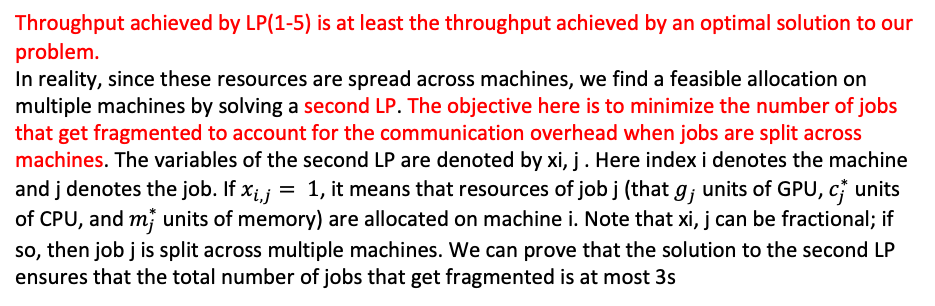 Throughput achieved by LP(1-5) is at least the throughput achieved by an optimal solution to our
problem.
In reality, since these resources are spread across machines, we find a feasible allocation on
multiple machines by solving a second LP. The objective here is to minimize the number of jobs
that get fragmented to account for the communication overhead when jobs are split across
machines. The variables of the second LP are denoted by xi, j . Here index i denotes the machine
and j denotes the job. If $x_{i,j} = 1$, it means that resources of job j (that $g_j$ units of GPU, $c_j^*$ units
of CPU, and $m_j^*$ units of memory) are allocated on machine i. Note that xi, j can be fractional; if
so, then job j is split across multiple machines. We can prove that the solution to the second LP
ensures that the total number of jobs that get fragmented is at most 3s